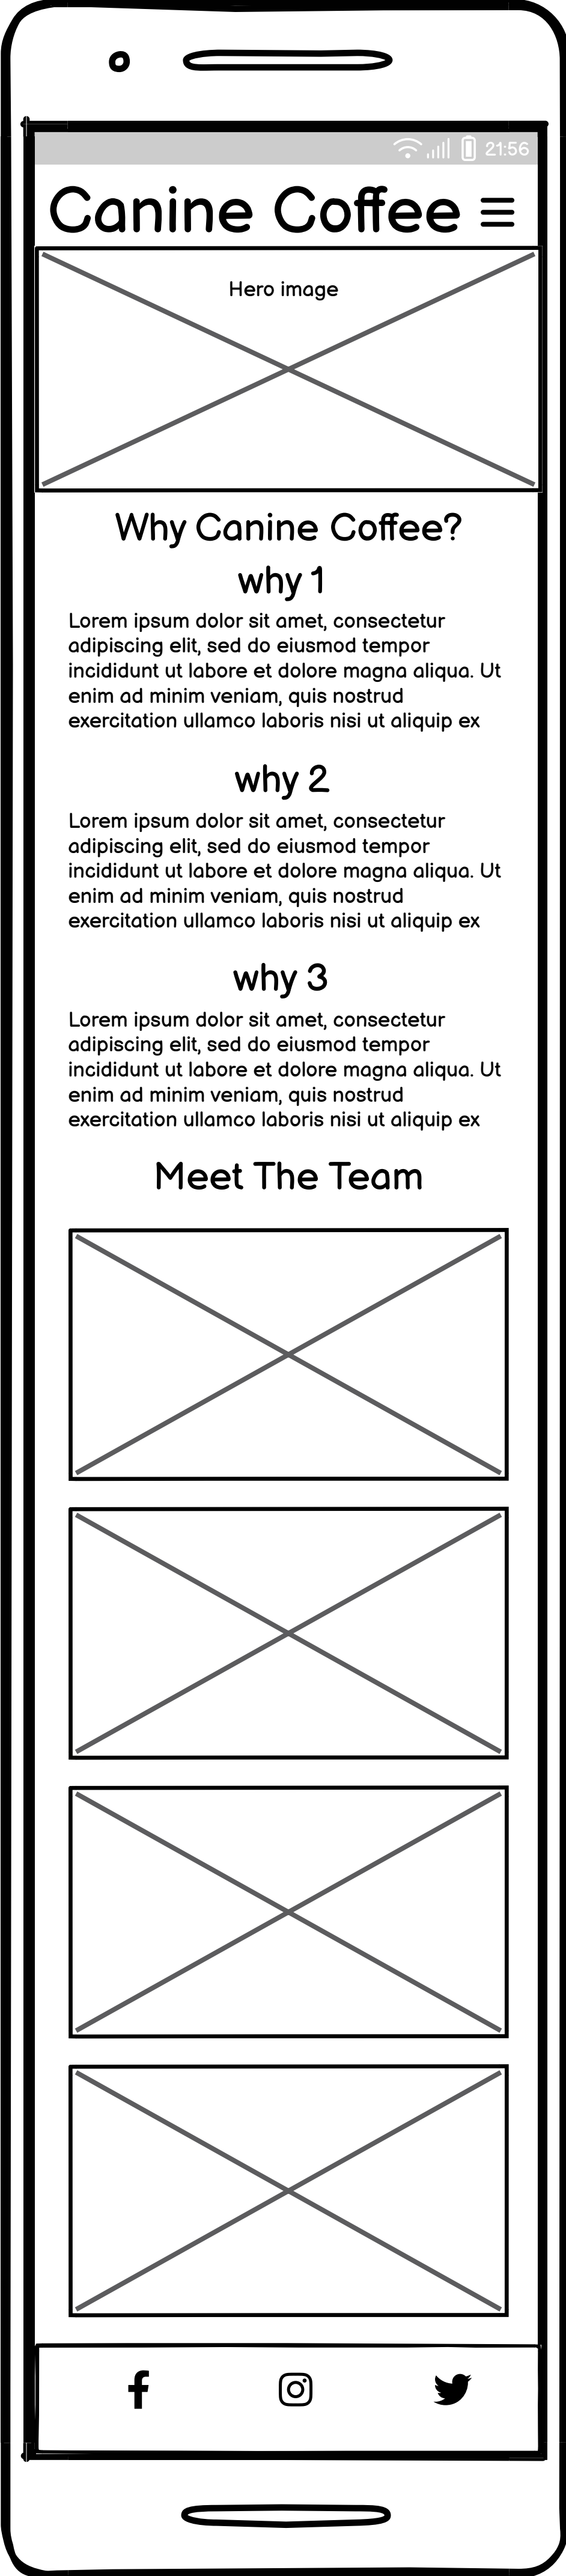 21:56
Canine Coffee
Hero image
Why Canine Coffee?
why 1
Lorem ipsum dolor sit amet, consectetur
adipiscing elit, sed do eiusmod tempor
incididunt ut labore et dolore magna aliqua. Ut
enim ad minim veniam, quis nostrud
exercitation ullamco laboris nisi ut aliquip ex
why 2
Lorem ipsum dolor sit amet, consectetur
adipiscing elit, sed do eiusmod tempor
incididunt ut labore et dolore magna aliqua. Ut
enim ad minim veniam, quis nostrud
exercitation ullamco laboris nisi ut aliquip ex
why 3
Lorem ipsum dolor sit amet, consectetur
adipiscing elit, sed do eiusmod tempor
incididunt ut labore et dolore magna aliqua. Ut
enim ad minim veniam, quis nostrud
exercitation ullamco laboris nisi ut aliquip ex
Meet The Team